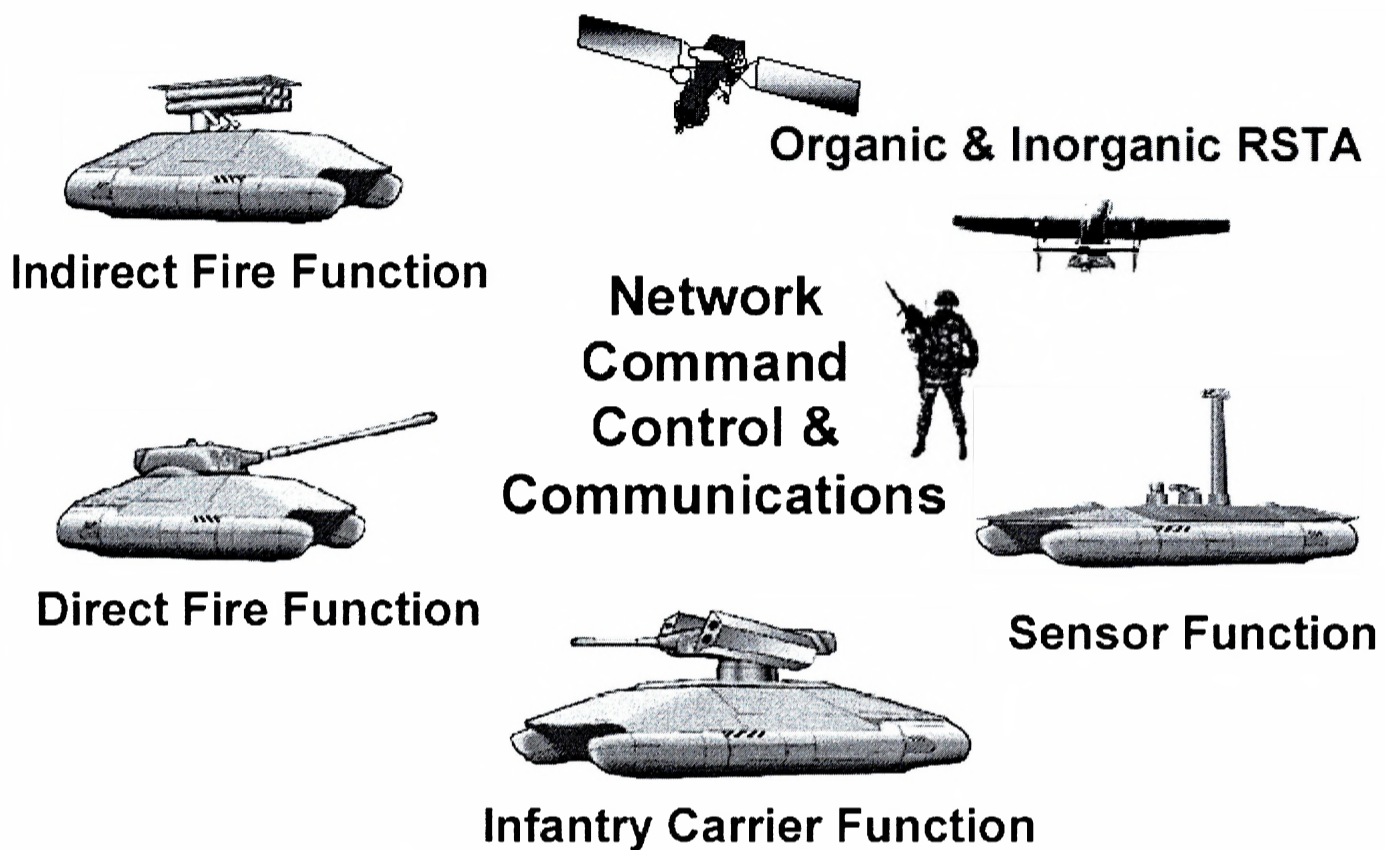 Organic & Inorganic RSTA
Indirect Fire Function
Network
Command
Control &
Communications
Direct Fire Function
Sensor Function
Infantry Carrier Function